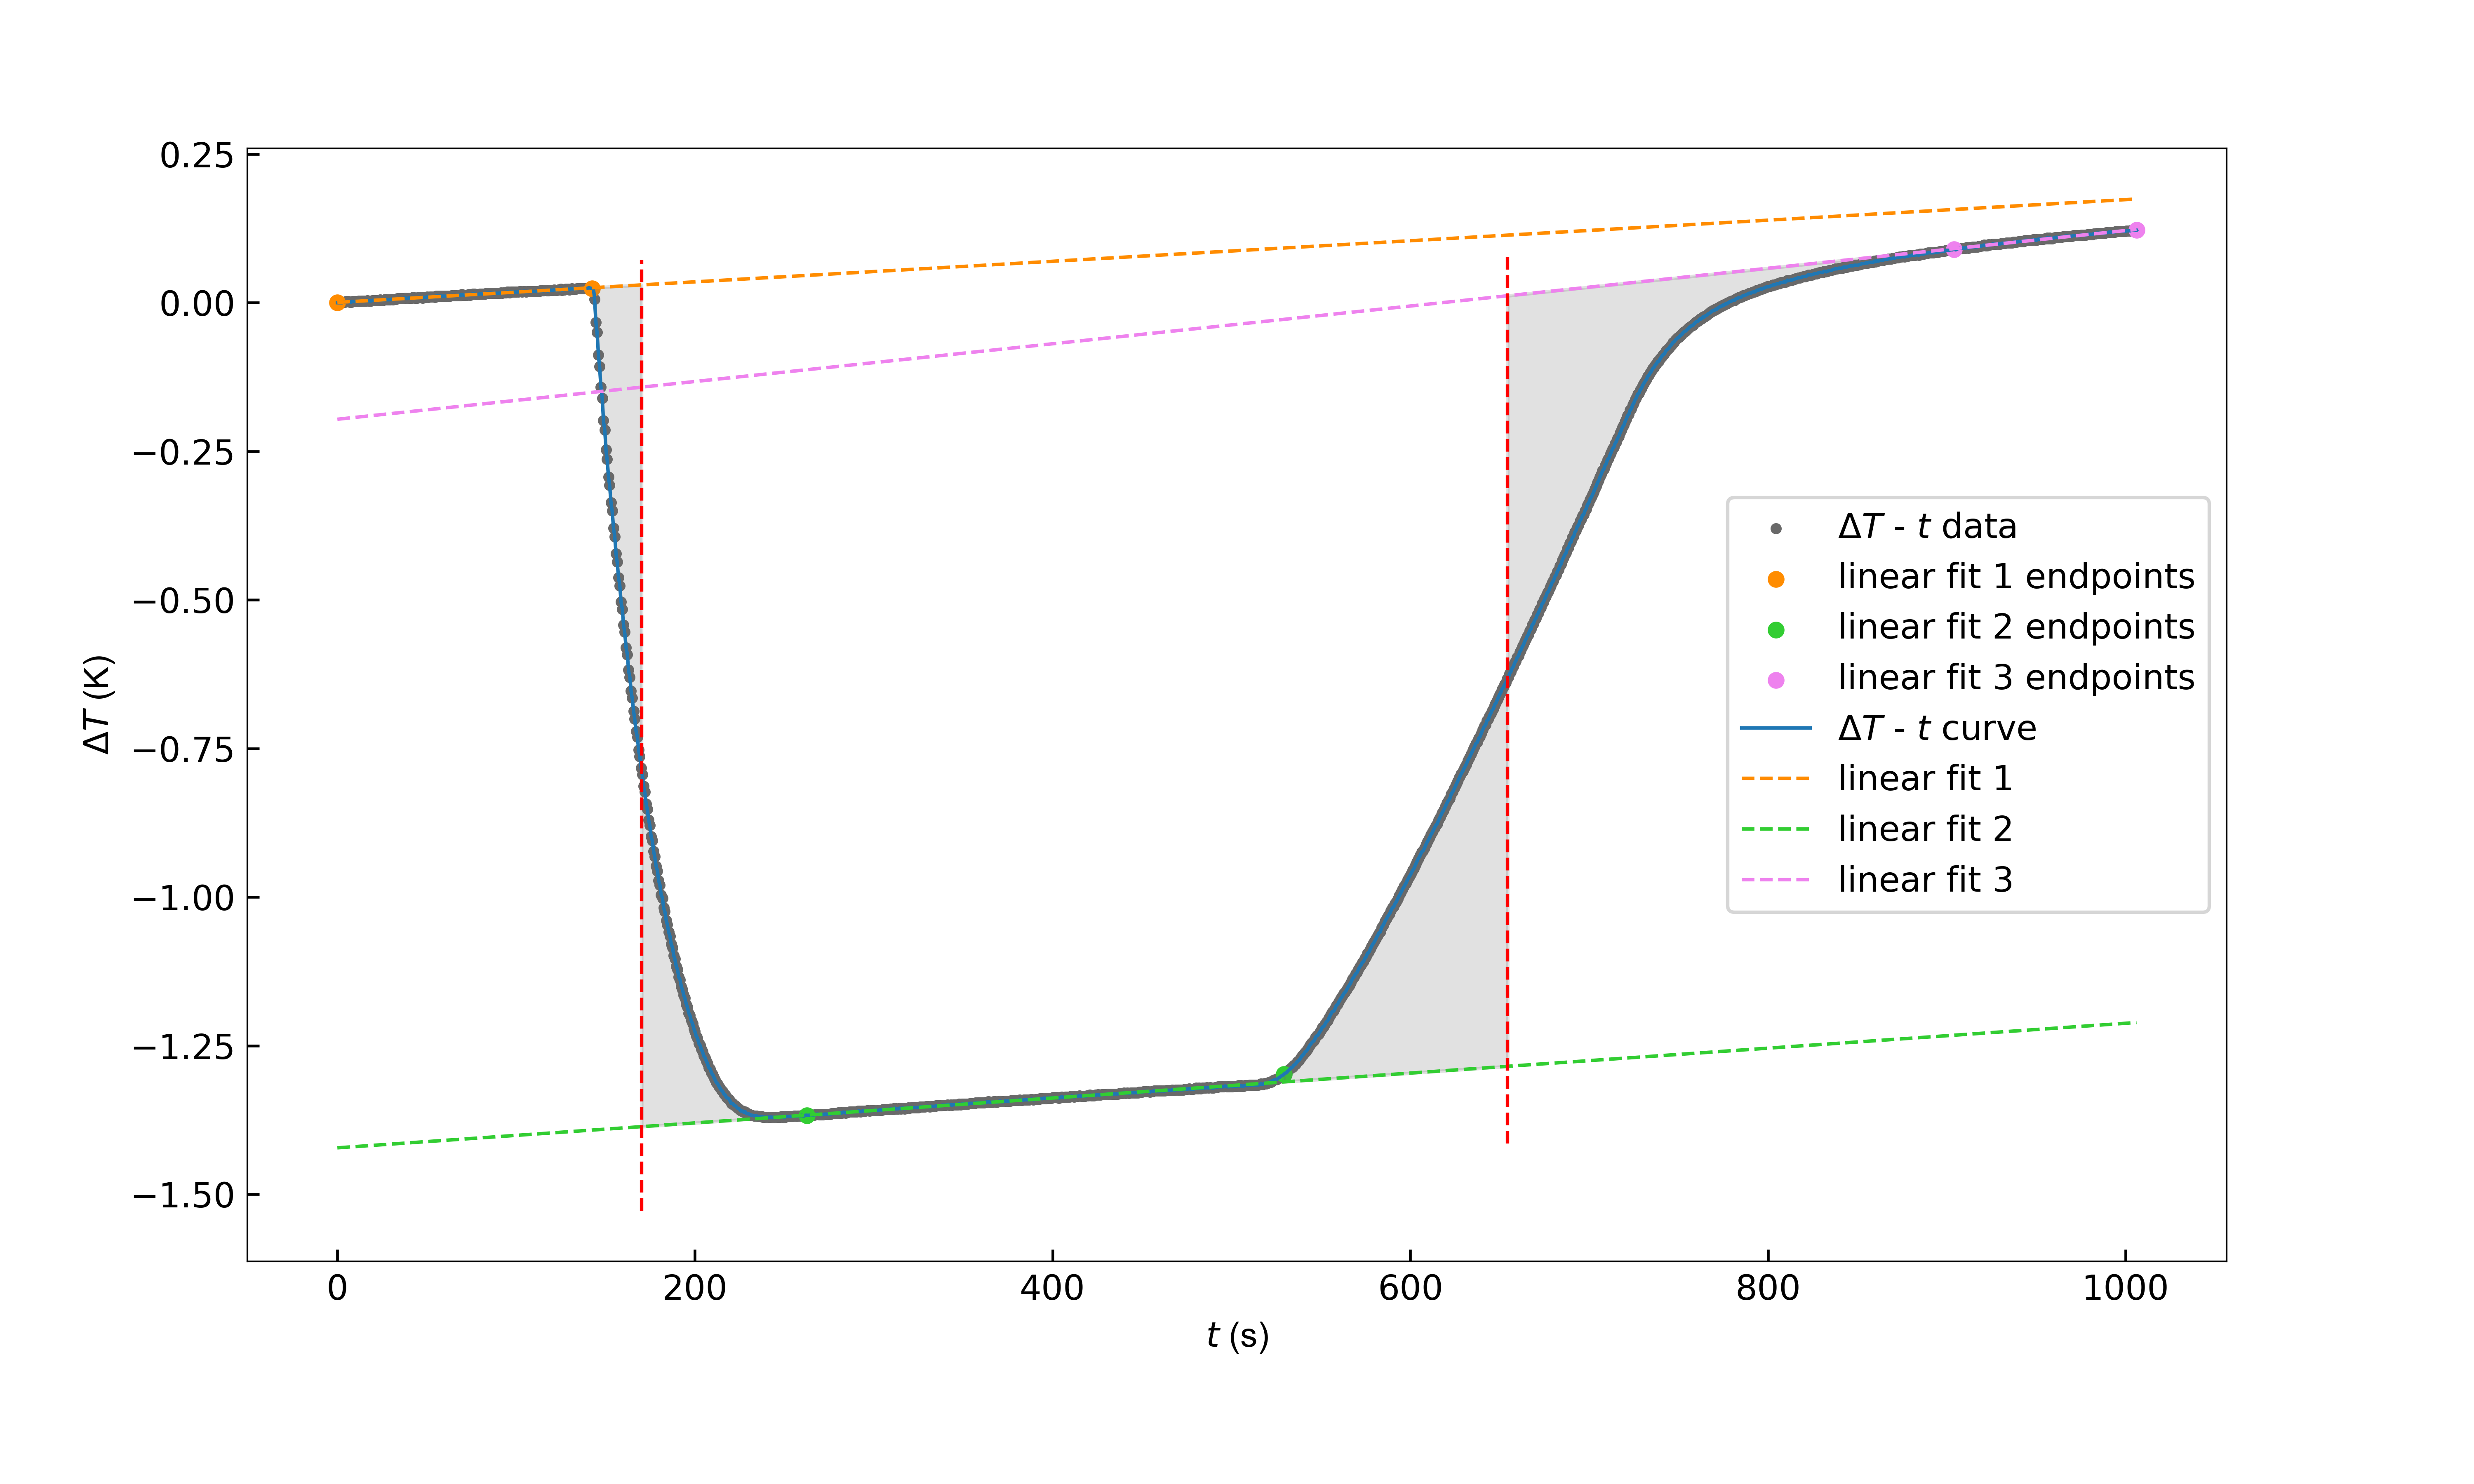 0.25
0.00
−0.25
−0.50
−0.75
−1.00
−1.25
−1.50
ΔT (K)
0
200
400
600
800
1000
t (s)
ΔT - t data
linear fit 1 endpoints
linear fit 2 endpoints
linear fit 3 endpoints
ΔT - t curve
linear fit 1
linear fit 2
linear fit 3